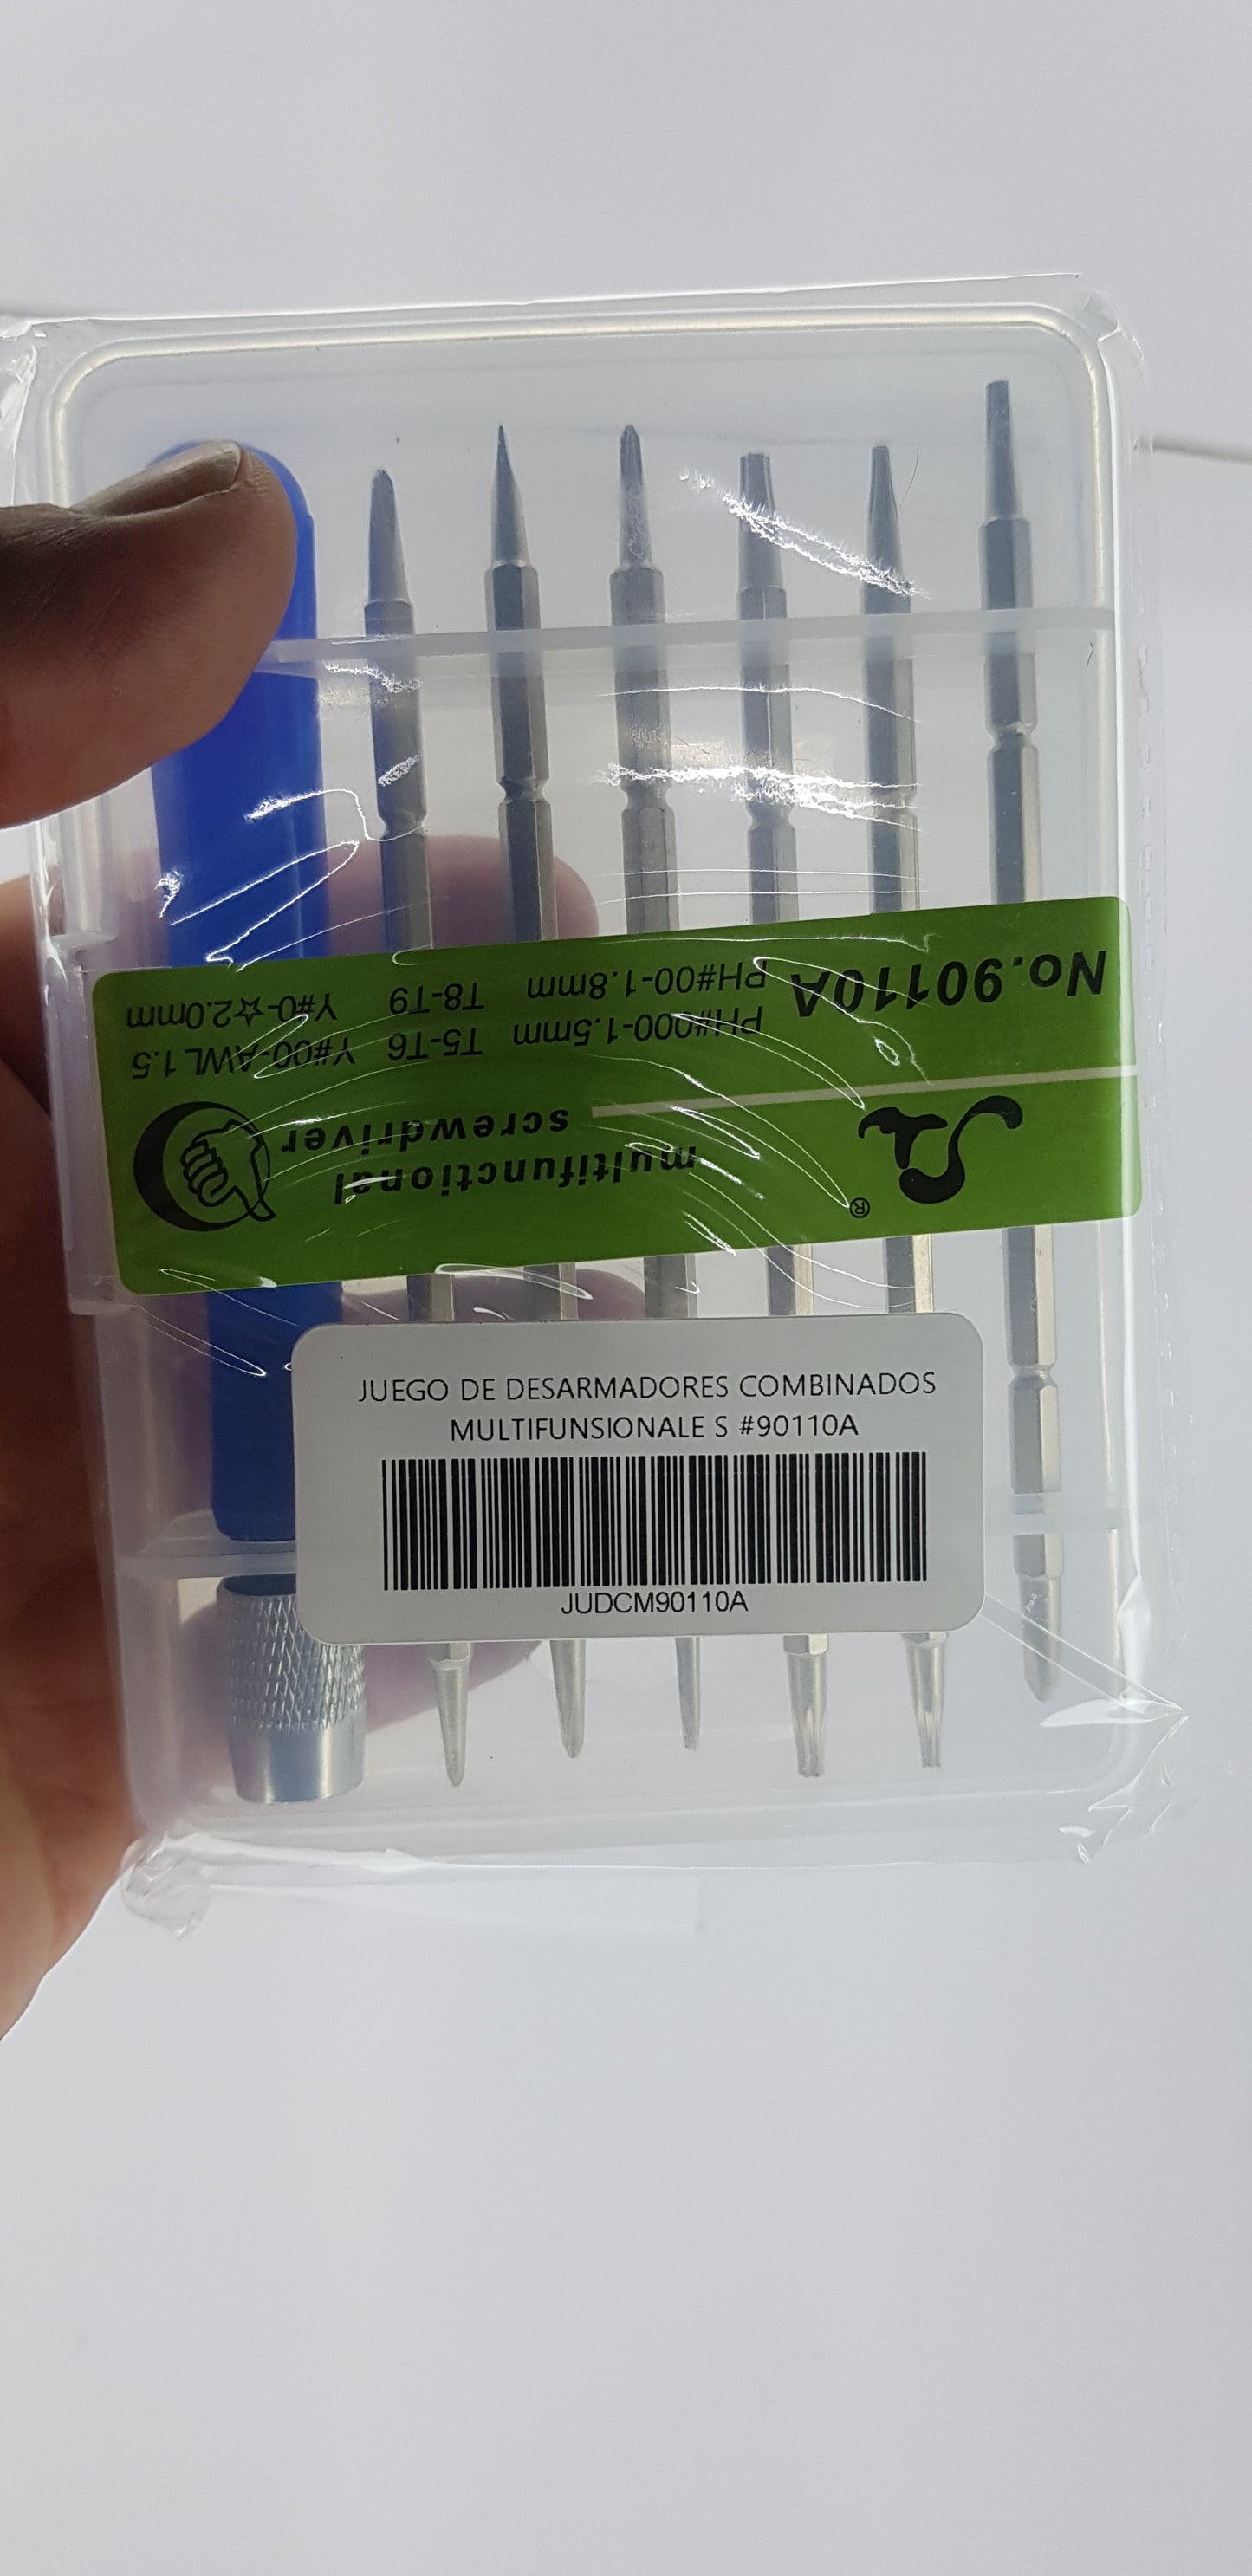 No.90110A
PH#000-1.5mm T5-T6 Y#00-AWL1.5
PH#00-1.8mm T8-T9 Y#0-☆2.0mm
multifunctional
screwdriver
®
JUEGO DE DESARMADORES COMBINADOS
MULTIFUNSIONALE S #90110A
JUDCM90110A